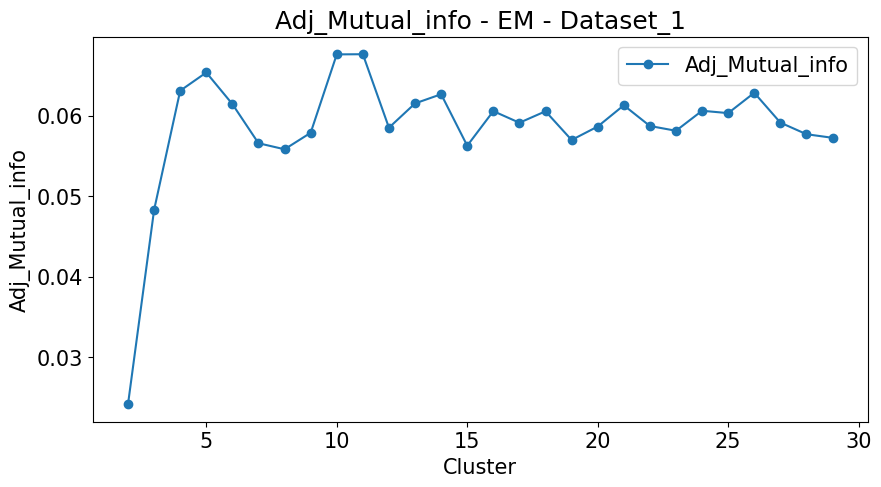 Adj_Mutual_info - EM - Dataset_1
Adj_Mutual_info
Adj_Mutual_info
0.06
0.05
0.04
0.03
5
10
15
20
25
30
Cluster